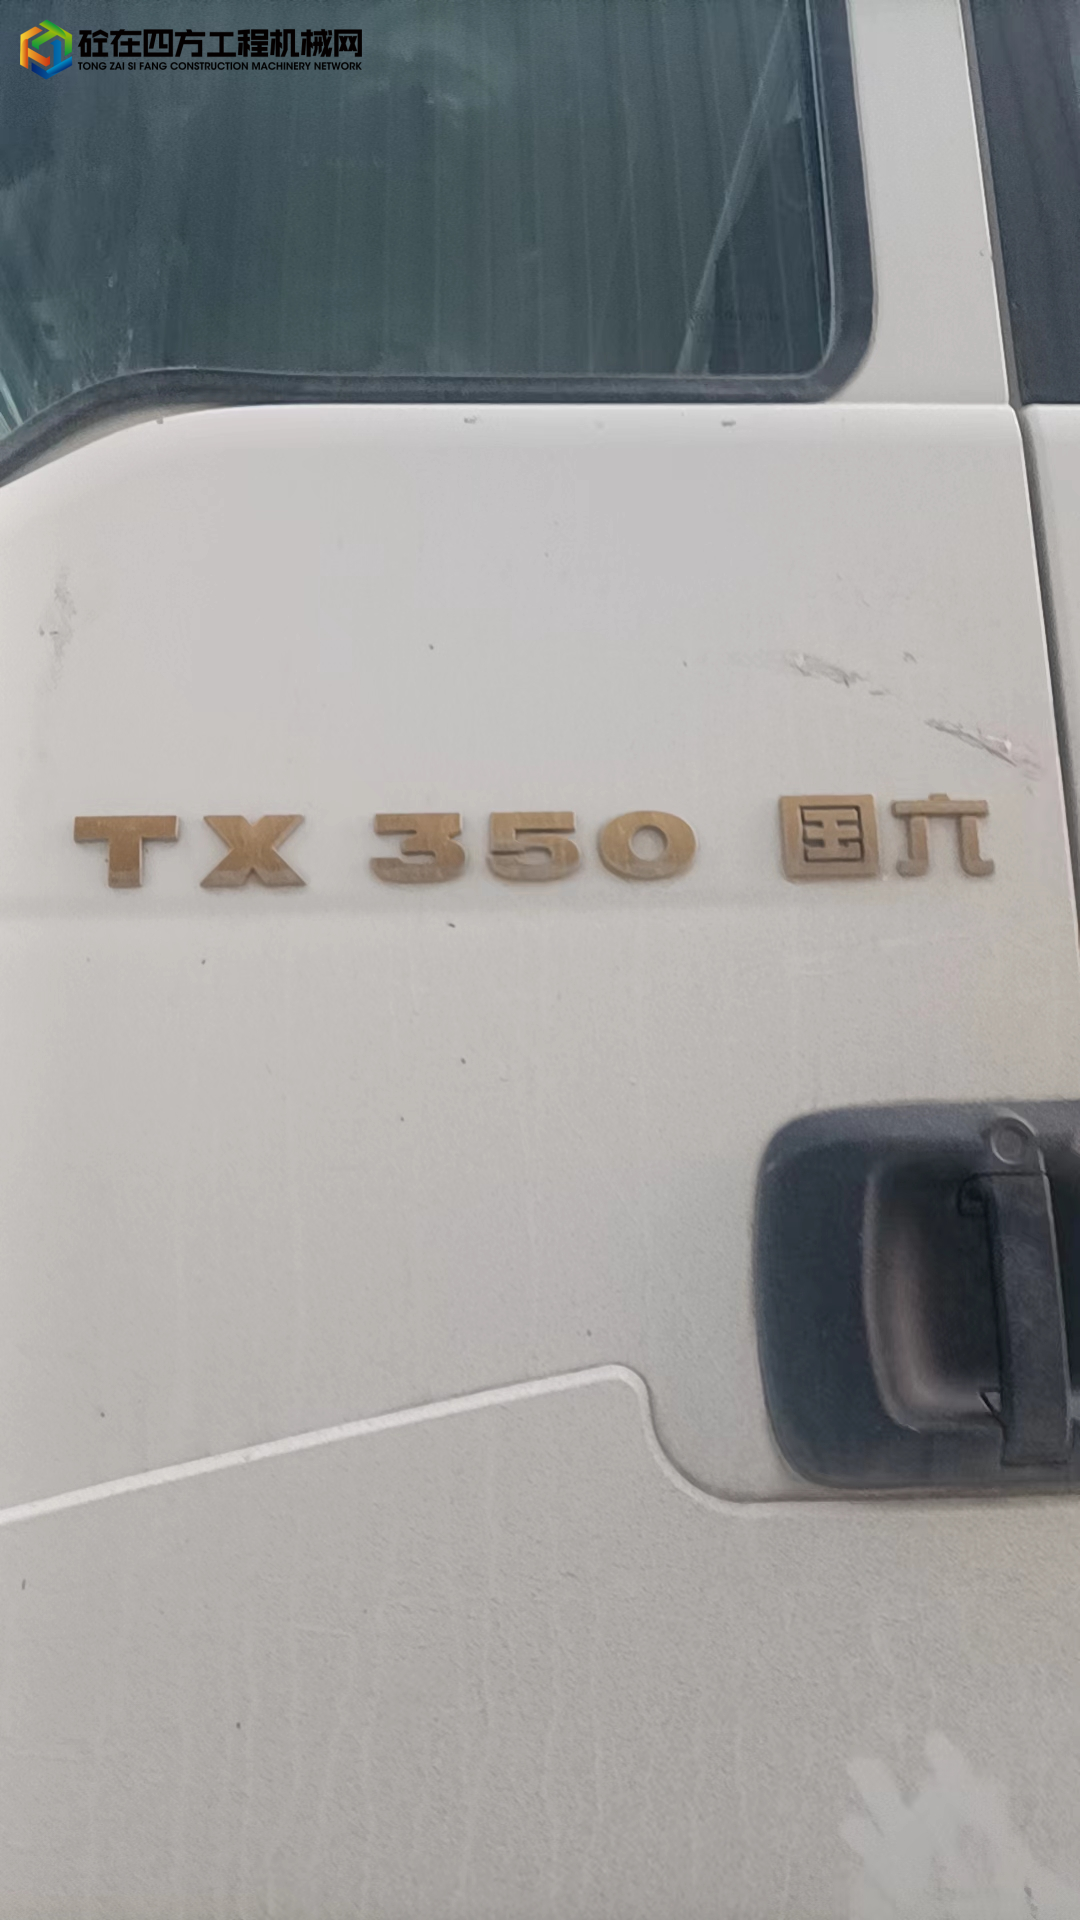 砼在四方工程机械网
TONG ZAI SI FANG CONSTRUCTION MACHINERY NETWORK
TX 350 国六